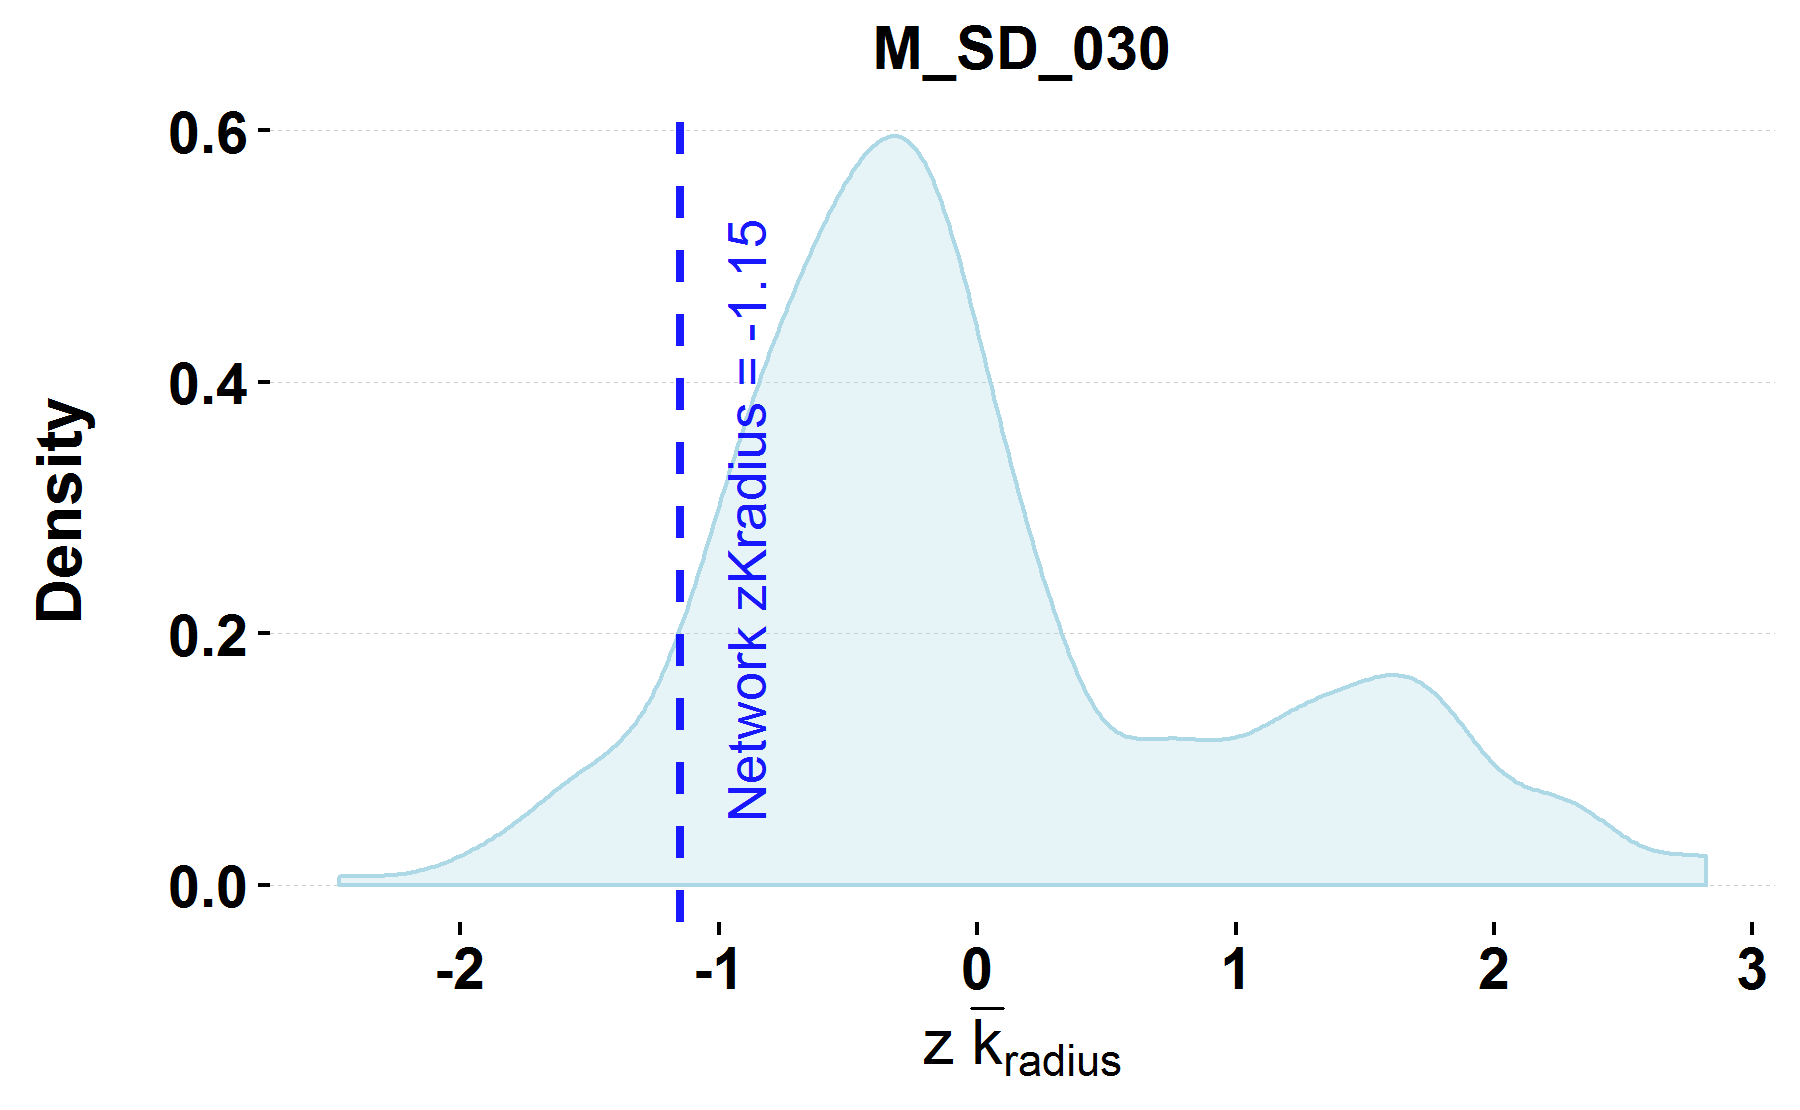 M_SD_030
0.6
0.4
0.2
0.0
Density
Network zKradius = -1.15
-2 -1 0 1 2 3
z k̅radius